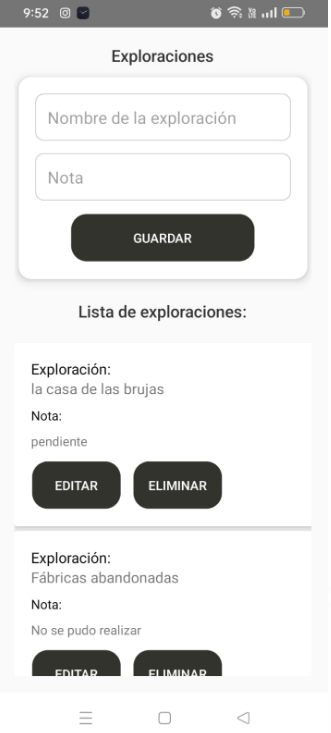 9:52
Exploraciones
Nombre de la exploración
Nota
GUARDAR
Lista de exploraciones:
Exploración:
la casa de las brujas
Nota:
pendiente
EDITAR ELIMINAR
Exploración:
Fábricas abandonadas
Nota:
No se pudo realizar
EDITAR ELIMINAR